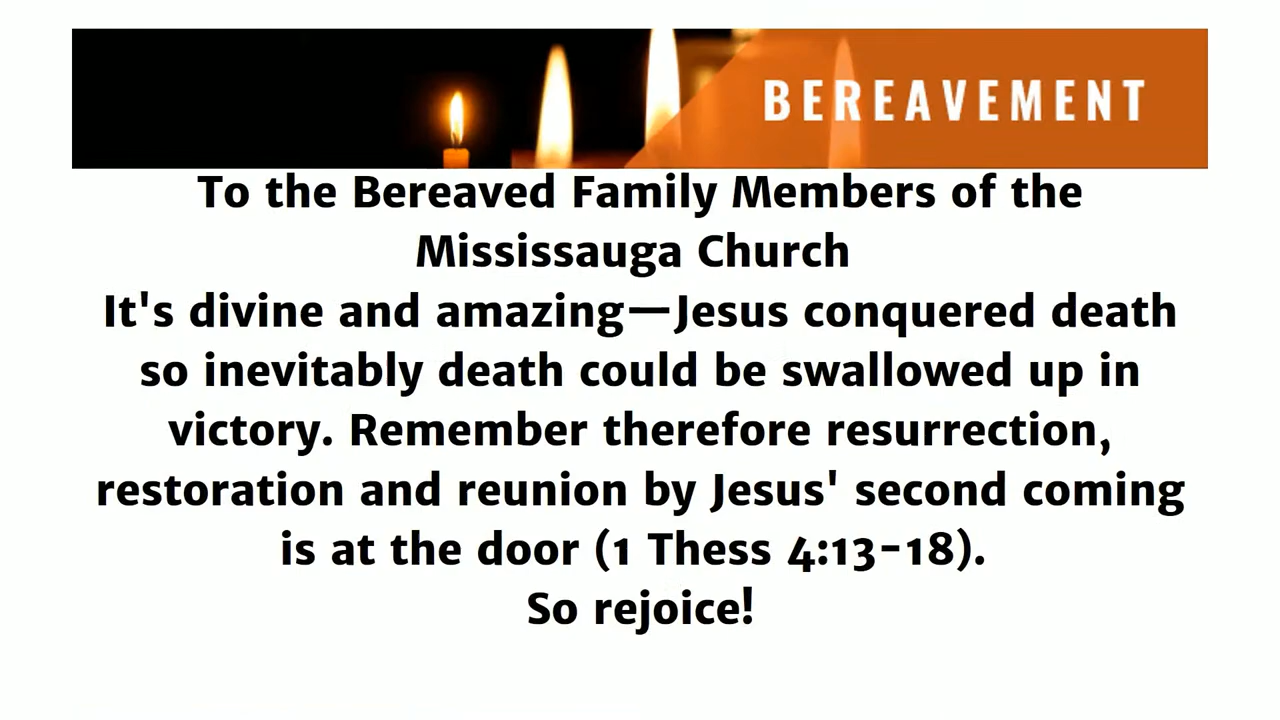 BEREAVEMENT
To the Bereaved Family Members of the
Mississauga Church
It's divine and amazing—Jesus conquered death
so inevitably death could be swallowed up in
victory. Remember therefore resurrection,
restoration and reunion by Jesus' second coming
is at the door (1 Thess 4:13-18).
So rejoice!